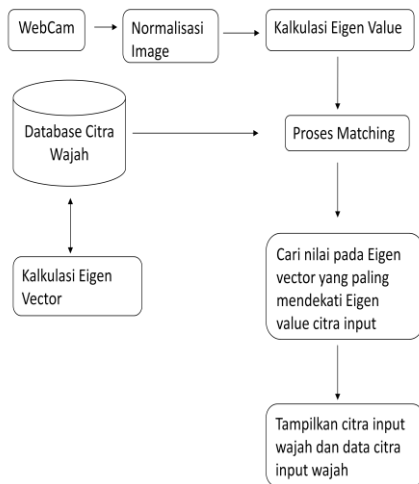 WebCam
Normalisasi
Image
Kalkulasi Eigen Value
Database Citra
Wajah
Proses Matching
Kalkulasi Eigen
Vector
Cari nilai pada Eigen
vector yang paling
mendekati Eigen
value citra input
Tampilkan citra input
wajah dan data citra
input wajah